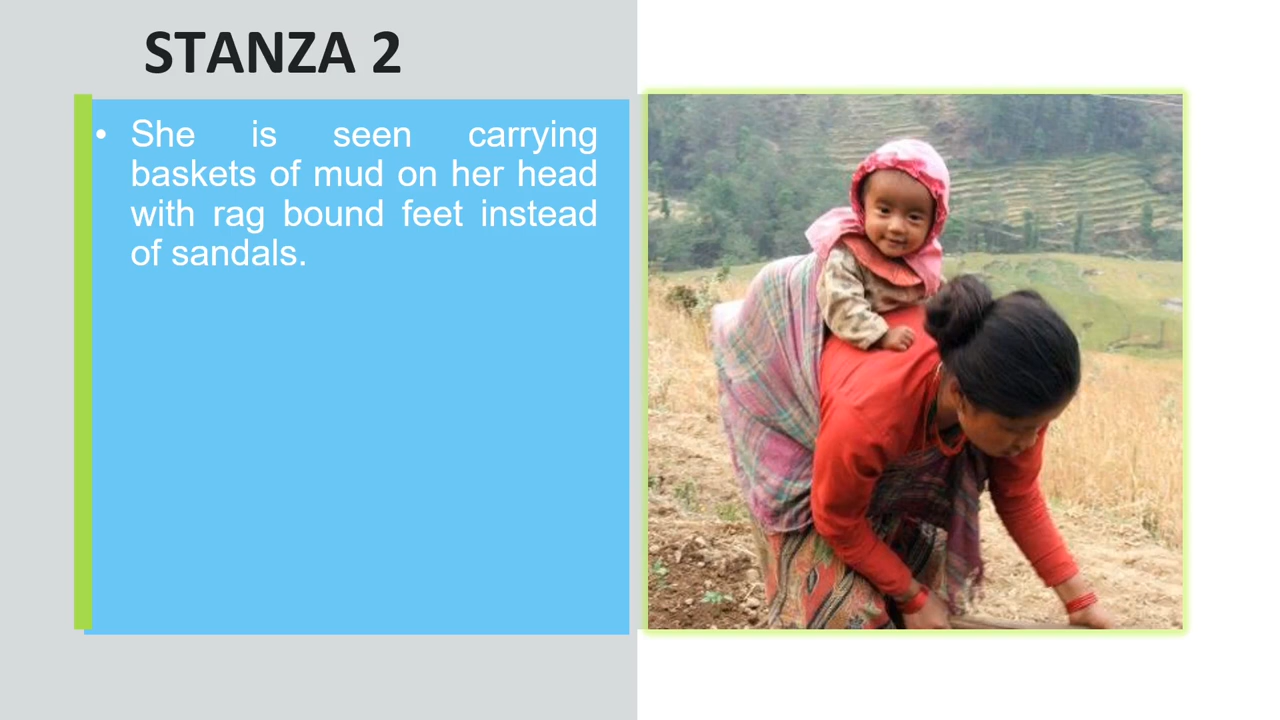 STANZA 2
• She is seen carrying
baskets of mud on her head
with rag bound feet instead
of sandals.